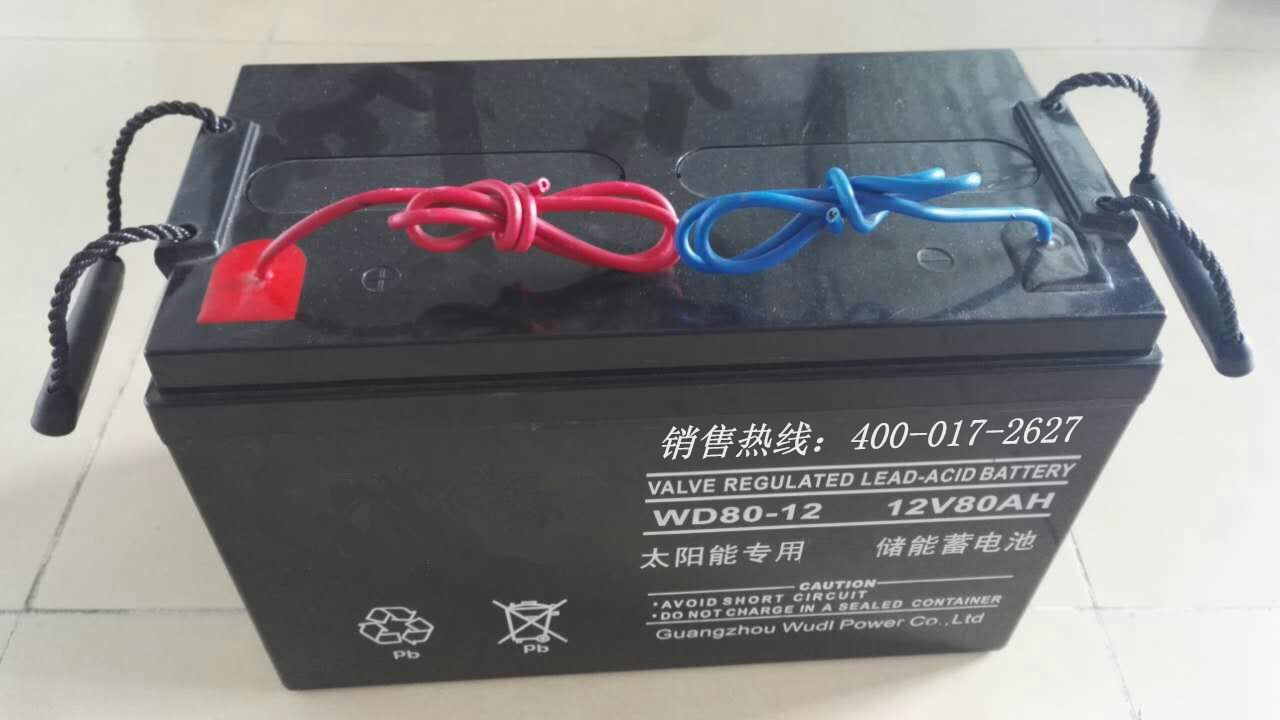 销售热线：400-017-2627
VALVE REGULATED LEAD-ACID BATTERY
WD80-12 12V80AH
太阳能专用 储能蓄电池
CAUTION
·AVOID SHORT CIRCUIT
·DO NOT CHARGE IN A SEALED CONTAINER
Guangzhou Wudl Power Co.,Ltd
Pb Pb